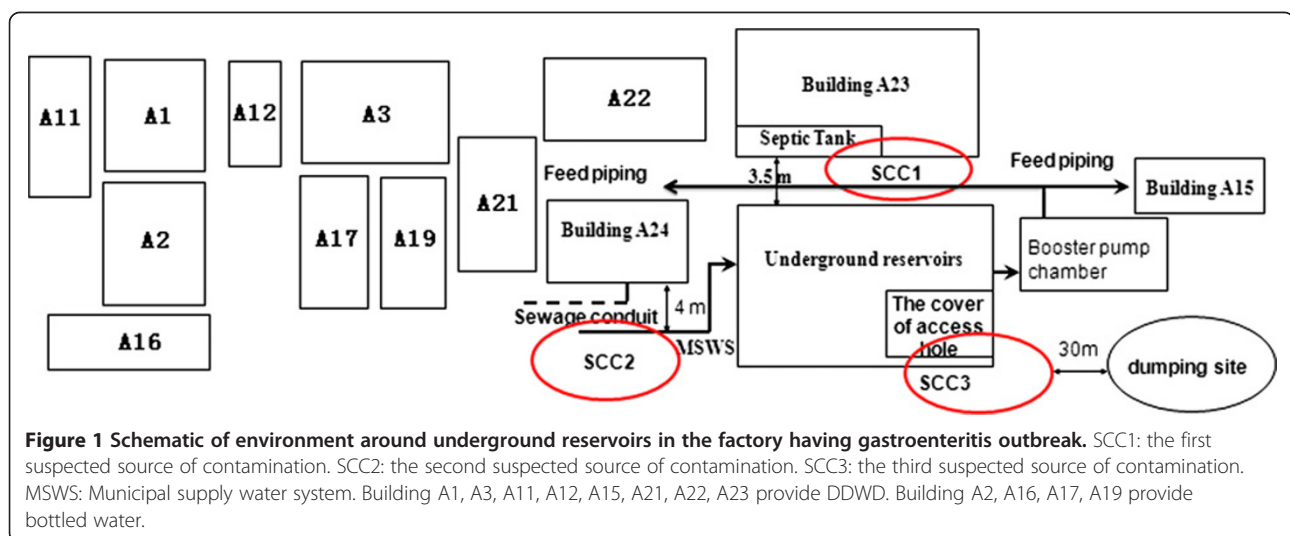 A11
A1
A12
A3
A22
Building A23
Septic Tank
A21
Feed piping
3.5 m
SCC1
Feed piping
Building A15
A2
A17
A19
Building A24
Underground reservoirs
Booster pump
chamber
A16
Sewage conduit
4 m
MSWS
SCC2
The cover
of access
hole
SCC3
30m
dumping site
Figure 1 Schematic of environment around underground reservoirs in the factory having gastroenteritis outbreak. SCC1: the first
suspected source of contamination. SCC2: the second suspected source of contamination. SCC3: the third suspected source of contamination.
MSWS: Municipal supply water system. Building A1, A3, A11, A12, A15, A21, A22, A23 provide DDWD. Building A2, A16, A17, A19 provide
bottled water.